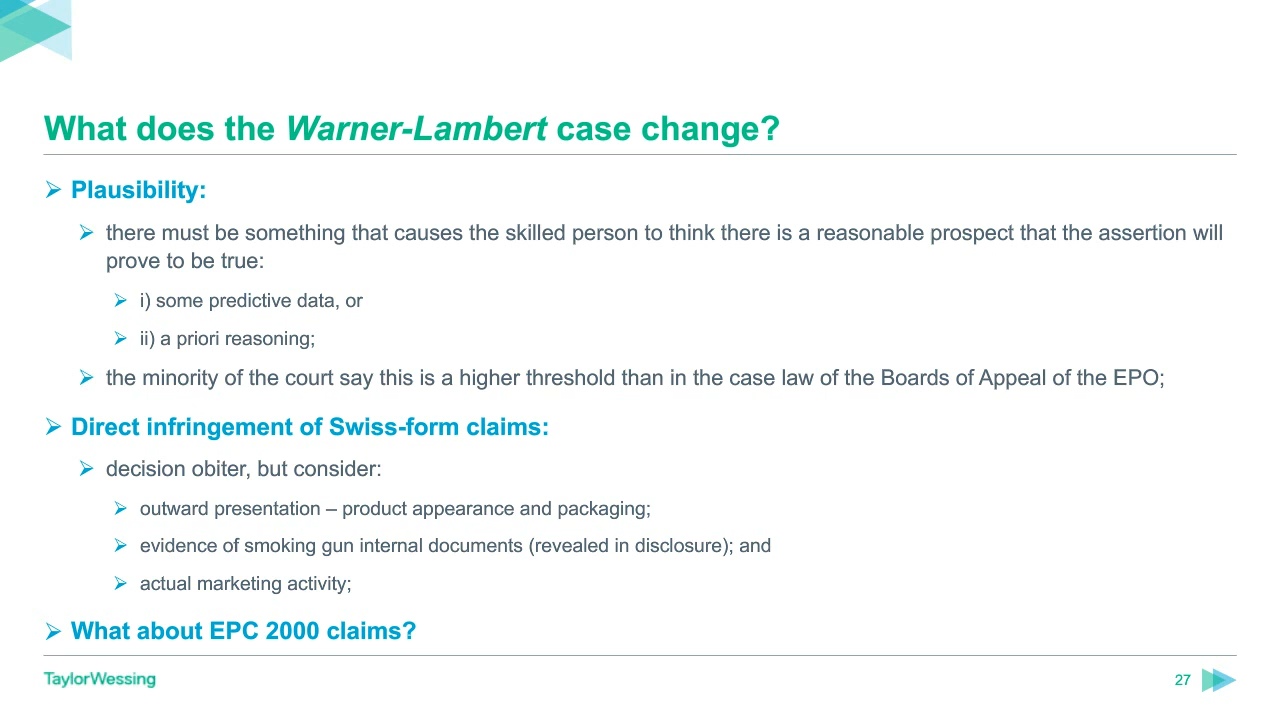 What does the Warner-Lambert case change?
Plausibility:
there must be something that causes the skilled person to think there is a reasonable prospect that the assertion will
prove to be true:
i) some predictive data, or
ii) a priori reasoning;
the minority of the court say this is a higher threshold than in the case law of the Boards of Appeal of the EPO;
Direct infringement of Swiss-form claims:
decision obiter, but consider:
outward presentation – product appearance and packaging;
evidence of smoking gun internal documents (revealed in disclosure); and
actual marketing activity;
What about EPC 2000 claims?
TaylorWessing
27